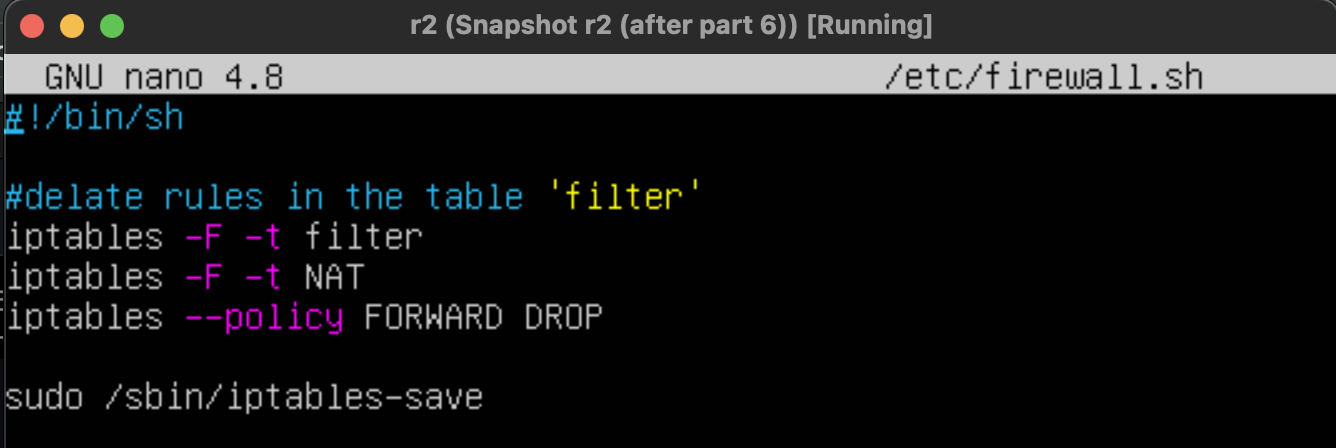 r2 (Snapshot r2 (after part 6)) [Running]
GNU nano 4.8 /etc/firewall.sh
#!/bin/sh
#delate rules in the table 'filter'
iptables -F -t filter
iptables -F -t NAT
iptables --policy FORWARD DROP
sudo /sbin/iptables-save